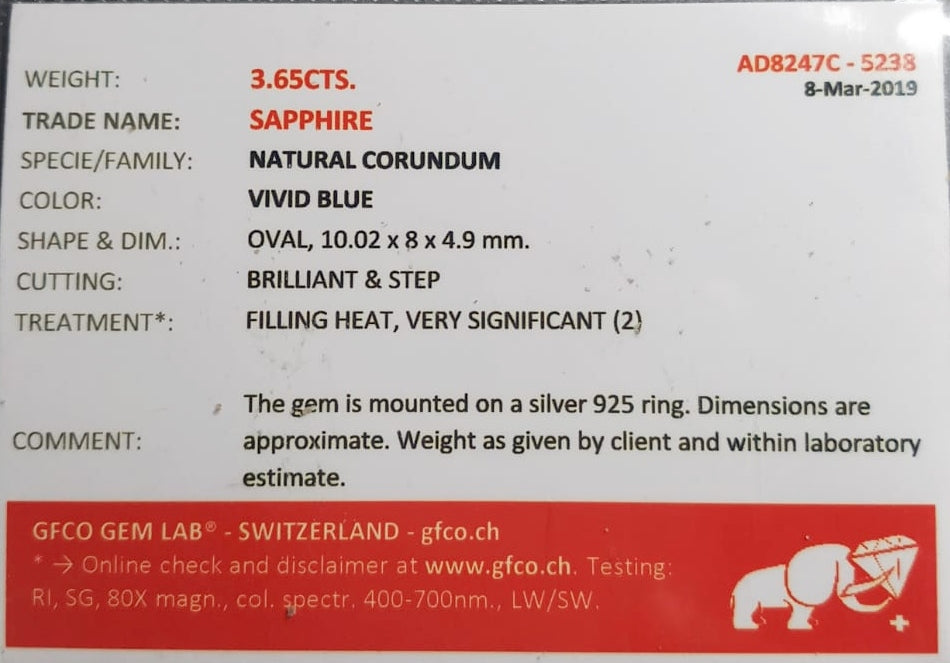 AD8247C - 5238
8-Mar-2019
WEIGHT: 3.65CTS.
TRADE NAME: SAPPHIRE
SPECIE/FAMILY: NATURAL CORUNDUM
COLOR: VIVID BLUE
SHAPE & DIM.: OVAL, 10.02 x 8 x 4.9 mm.
CUTTING: BRILLIANT & STEP
TREATMENT*: FILLING HEAT, VERY SIGNIFICANT (2)
The gem is mounted on a silver 925 ring. Dimensions are
COMMENT: approximate. Weight as given by client and within laboratory
estimate.
GFCO GEM LAB® - SWITZERLAND - gfco.ch
* → Online check and disclaimer at www.gfco.ch. Testing:
RI, SG, 80X magn., col. spectr. 400-700nm., LW/SW.